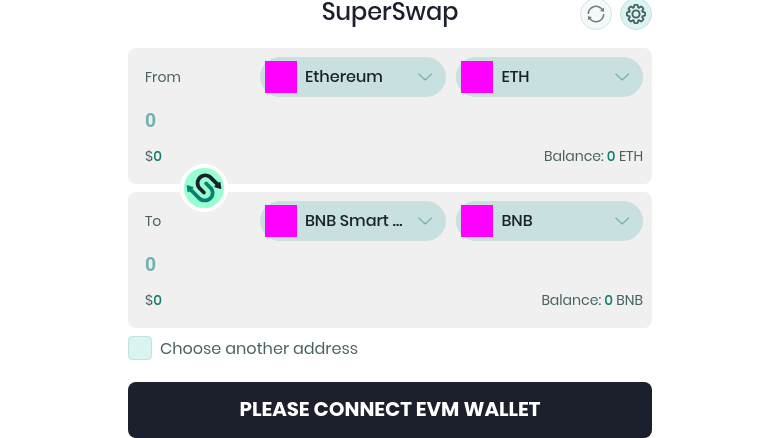 SuperSwap
From Ethereum ETH
0
$0 Balance: 0 ETH
To BNB Smart ... BNB
0
$0 Balance: 0 BNB
Choose another address
PLEASE CONNECT EVM WALLET